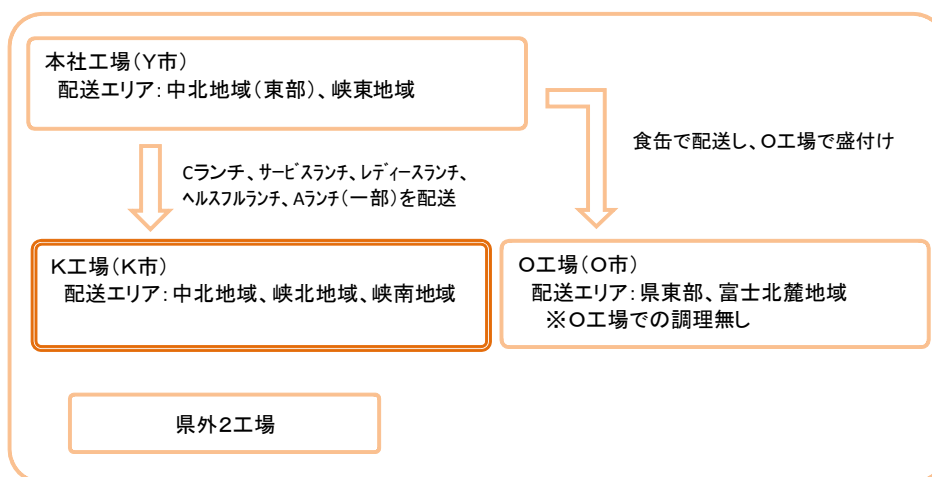 本社工場(Y市)
配送エリア:中北地域(東部)、峡東地域
食缶で配送し、O工場で盛付け
Cランチ、サービスランチ、レディースランチ、
ヘルスフルランチ、Aランチ(一部)を配送
K工場(K市)
配送エリア:中北地域、峡北地域、峡南地域
O工場(O市)
配送エリア:県東部、富士北麓地域
※O工場での調理無し
県外2工場